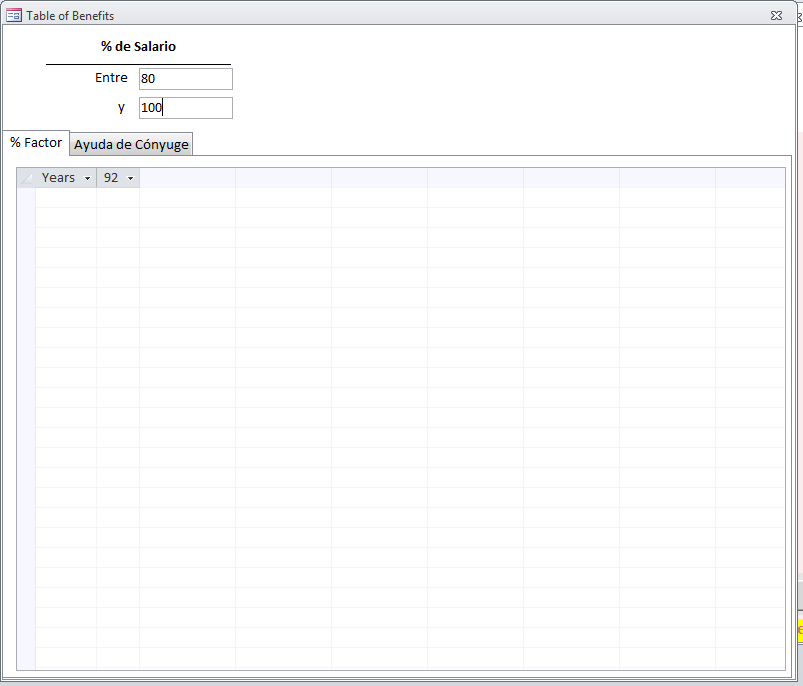 Table of Benefits
% de Salario
Entre 80
y 100
% Factor Ayuda de Cónyuge
Years 92